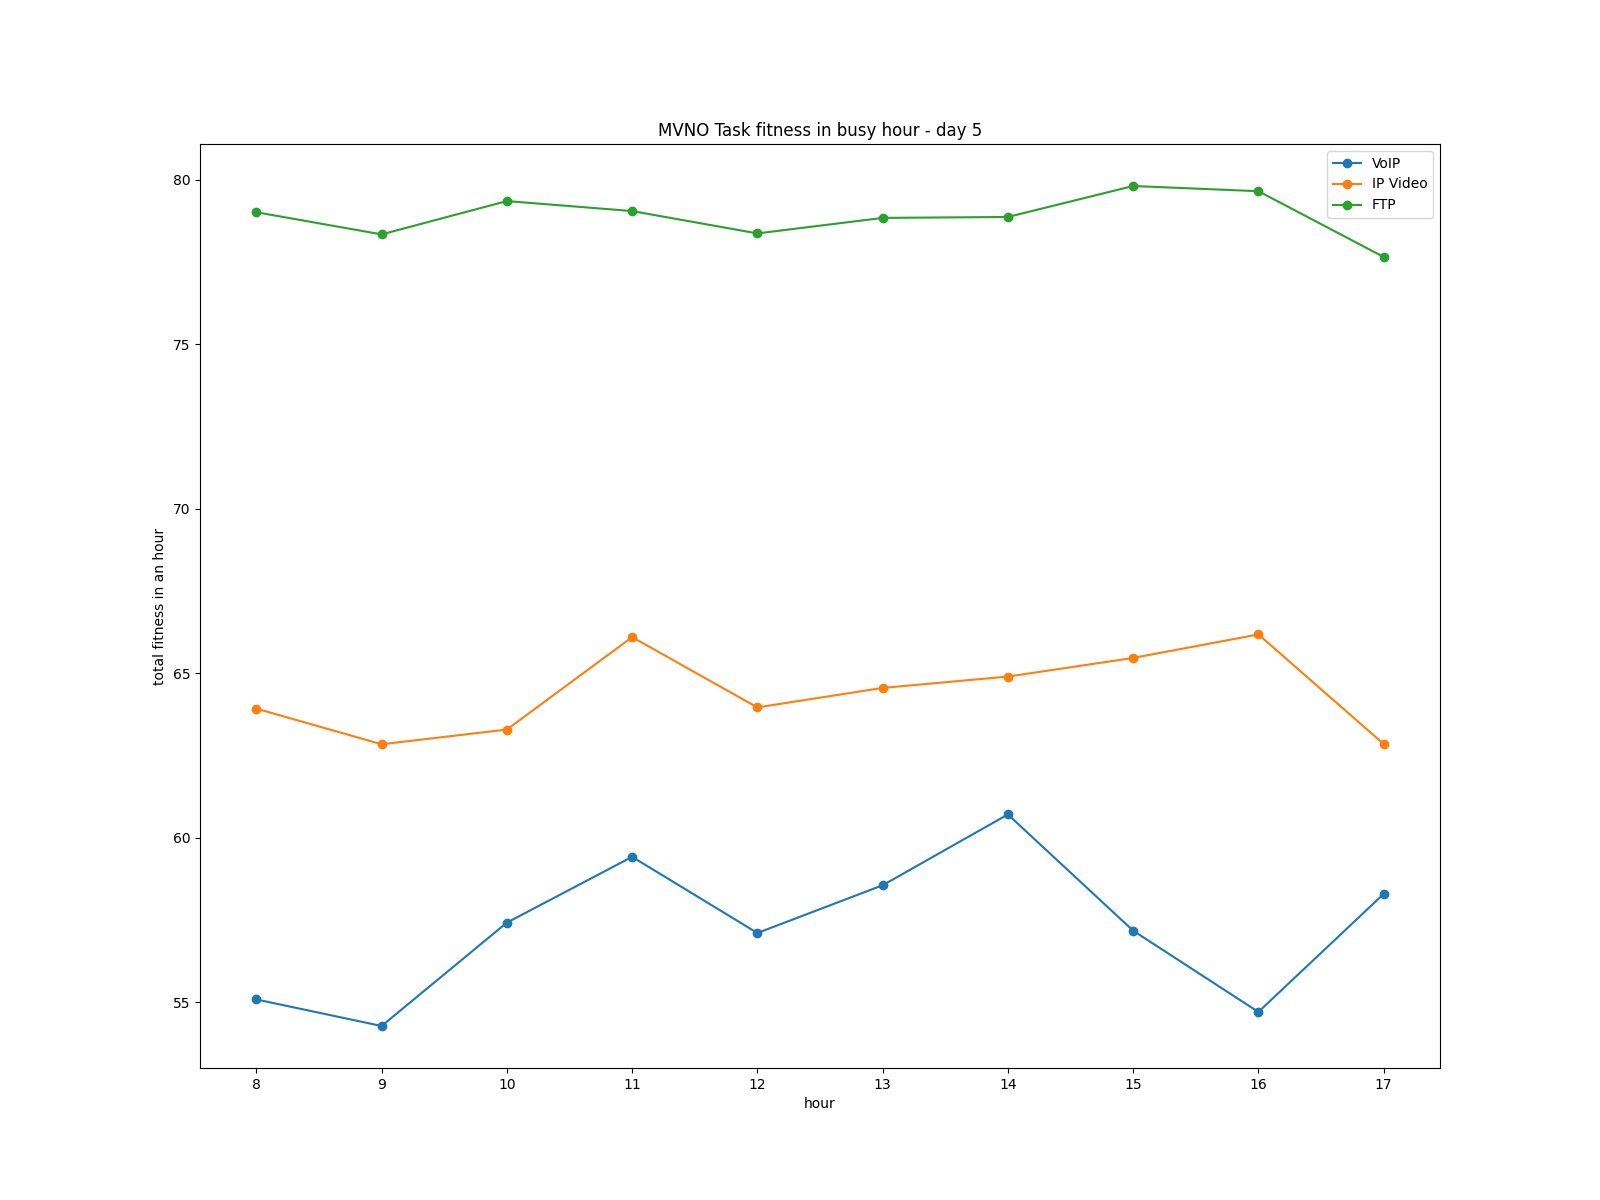 MVNO Task fitness in busy hour - day 5
VoIP
IP Video
FTP
80
75
70
65
60
55
total fitness in an hour
8 9 10 11 12 13 14 15 16 17
hour